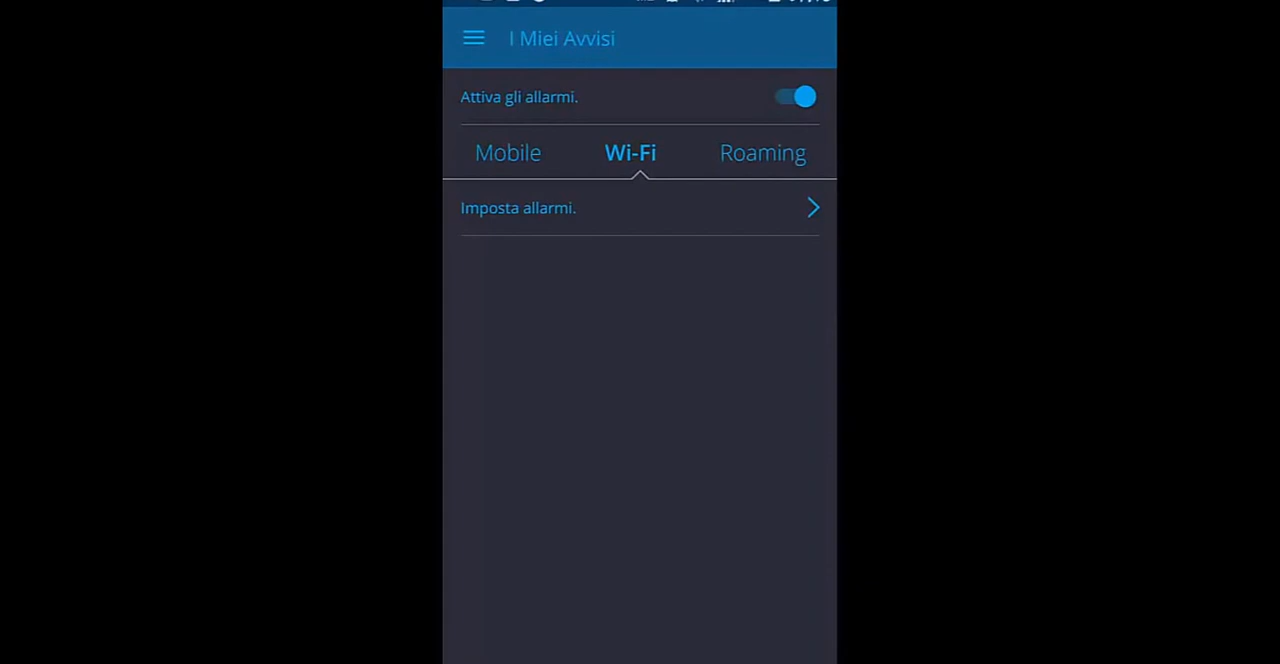 I Miei Avvisi
Attiva gli allarmi.
Mobile Wi-Fi Roaming
Imposta allarmi.